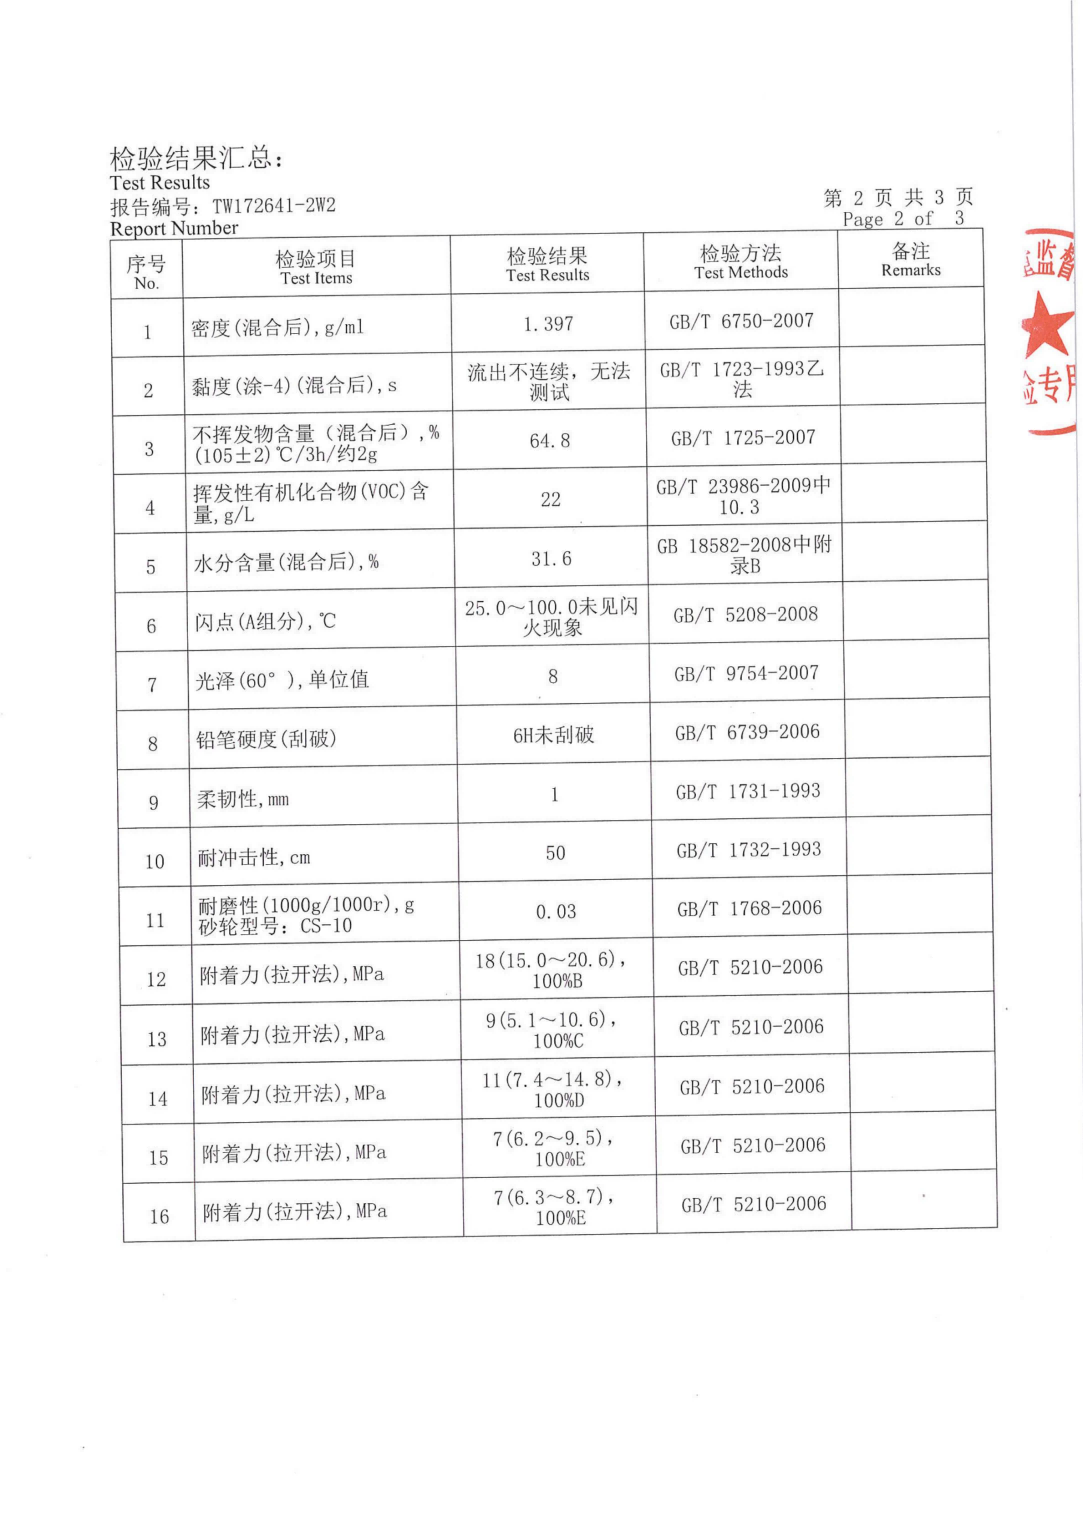 检验结果汇总：
Test Results
报告编号：TW172641-2W2
Report Number
第 2 页 共 3 页
Page 2 of 3
序号
No.
检验项目
Test Items
检验结果
Test Results
检验方法
Test Methods
备注
Remarks
1
密度(混合后),g/ml
1.397
GB/T 6750-2007
2
黏度(涂-4)(混合后),s
流出不连续，无法
测试
GB/T 1723-1993乙
法
3
不挥发物含量（混合后）,%
(105±2)℃/3h/约2g
64.8
GB/T 1725-2007
4
挥发性有机化合物(VOC)含
量,g/L
22
GB/T 23986-2009中
10.3
5
水分含量(混合后),%
31.6
GB 18582-2008中附
录B
6
闪点(A组分),℃
25.0～100.0未见闪
火现象
GB/T 5208-2008
7
光泽(60°),单位值
8
GB/T 9754-2007
8
铅笔硬度(刮破)
6H未刮破
GB/T 6739-2006
9
柔韧性,mm
1
GB/T 1731-1993
10
耐冲击性,cm
50
GB/T 1732-1993
11
耐磨性(1000g/1000r),g
砂轮型号：CS-10
0.03
GB/T 1768-2006
12
附着力(拉开法),MPa
18(15.0～20.6),
100%B
GB/T 5210-2006
13
附着力(拉开法),MPa
9(5.1～10.6),
100%C
GB/T 5210-2006
14
附着力(拉开法),MPa
11(7.4～14.8),
100%D
GB/T 5210-2006
15
附着力(拉开法),MPa
7(6.2～9.5),
100%E
GB/T 5210-2006
16
附着力(拉开法),MPa
7(6.3～8.7),
100%E
GB/T 5210-2006
监督
专用